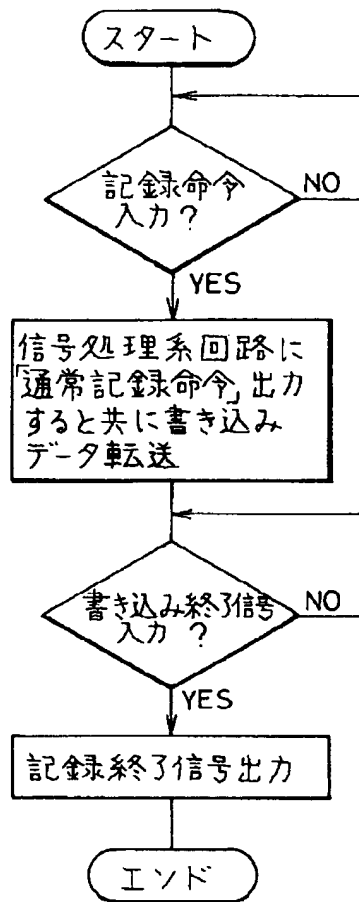 スタート
記録命令
入力？
NO
YES
信号処理系回路に
「通常記録命令」出力
すると共に書き込み
データ転送
書き込み終了信号
入力？
NO
YES
記録終了信号出力
エンド